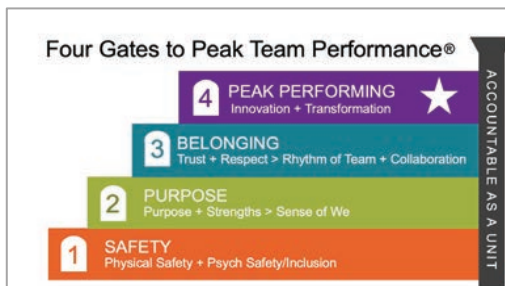 Four Gates to Peak Team Performance®
4
PEAK PERFORMING
Innovation + Transformation
3
BELONGING
Trust + Respect > Rhythm of Team + Collaboration
2
PURPOSE
Purpose + Strengths > Sense of We
1
SAFETY
Physical Safety + Psych Safety/Inclusion
ACCOUNTABLE AS A UNIT